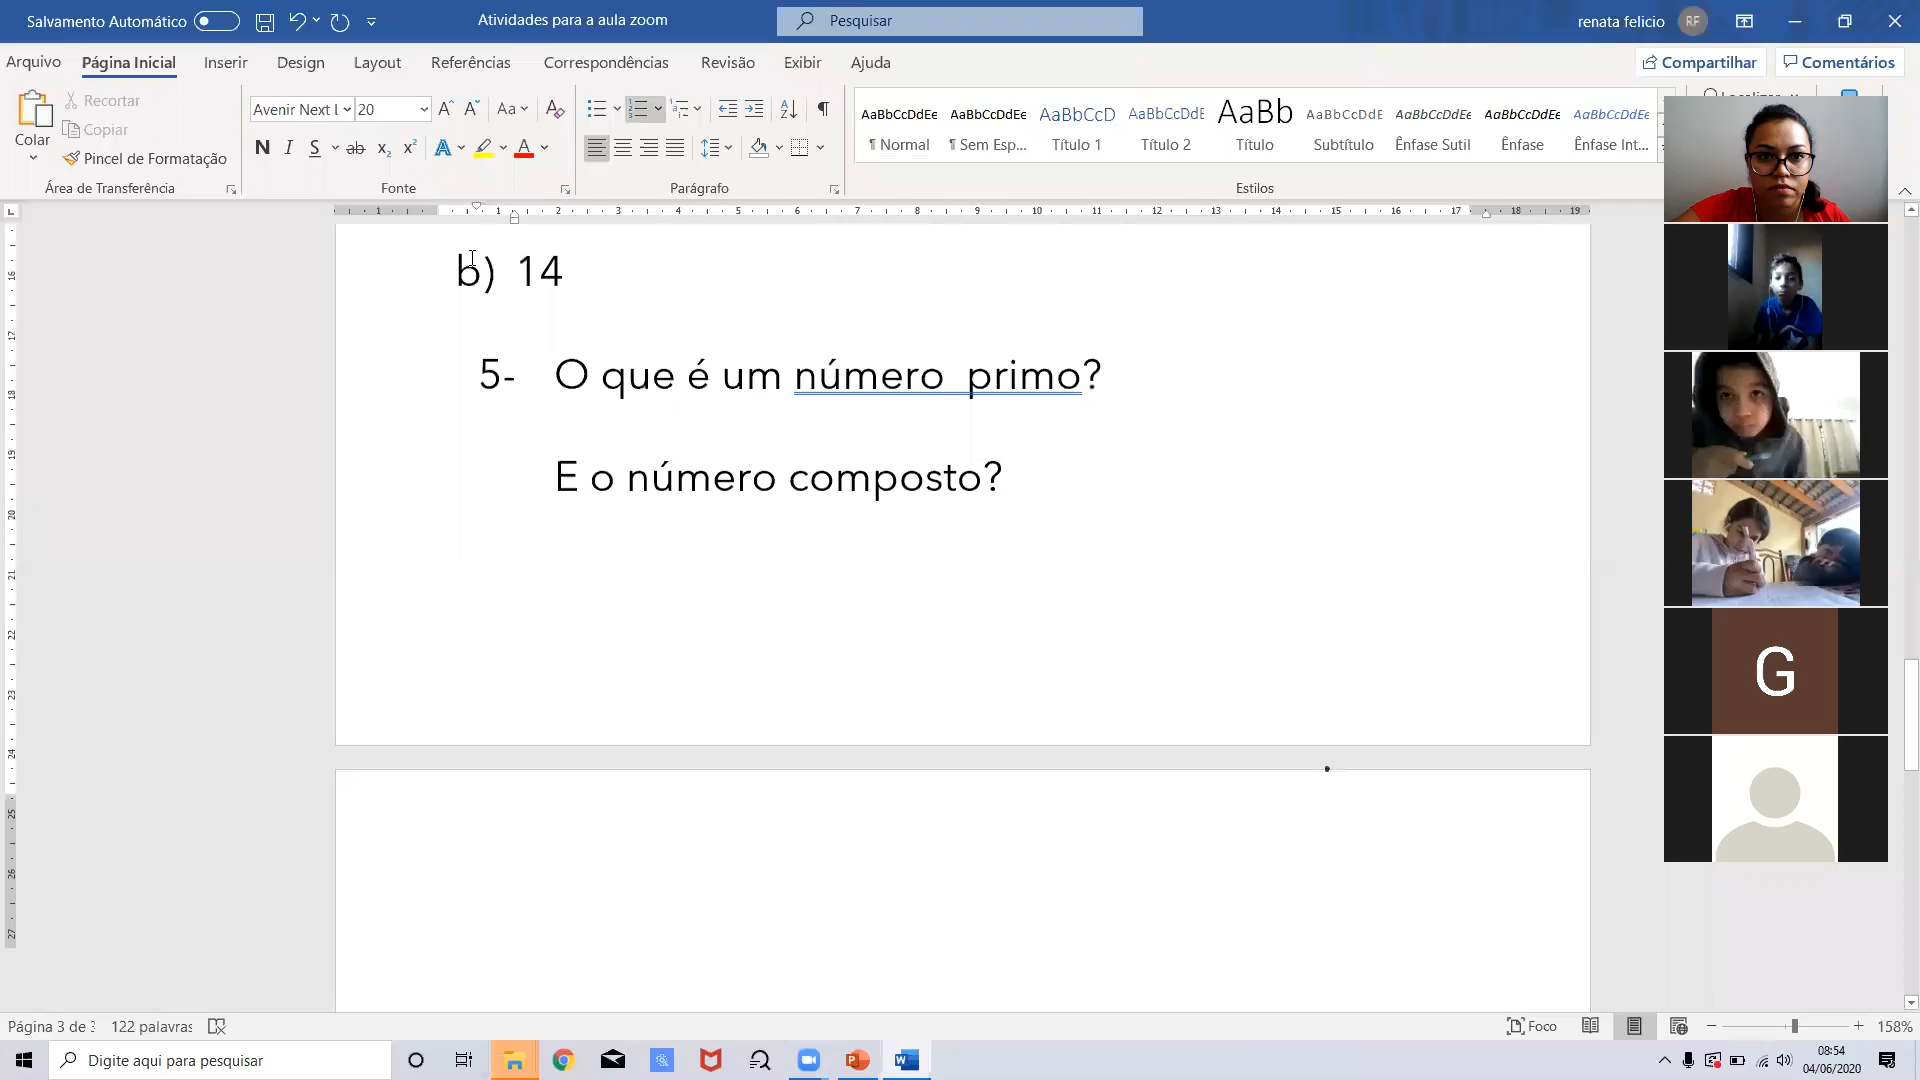 Salvamento Automático
Atividades para a aula zoom
Pesquisar
renata felicio
RF
Arquivo
Página Inicial
Inserir
Design
Layout
Referências
Correspondências
Revisão
Exibir
Ajuda
Compartilhar
Comentários
Colar
Recortar
Copiar
Pincel de Formatação
Área de Transferência
Avenir Next L
20
Fonte
Parágrafo
AaBbCcDdEe
¶ Normal
AaBbCcDdEe
¶ Sem Esp...
AaBbCcD
Título 1
AaBbCcDdE
Título 2
AaBb
Título
AaBbCcDdE
Subtítulo
AaBbCcDdEe
Ênfase Sutil
AaBbCcDdEe
Ênfase
AaBbCcDdEe
Ênfase Int...
Estilos
b) 14
5- O que é um número primo?
E o número composto?
G
Página 3 de 3
122 palavras
Foco
158%
Digite aqui para pesquisar
08:54
04/06/2020